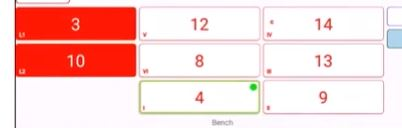 3 12 14
L1 V c IV
10 8 13
L2 VI III
4 9
I II
Bench